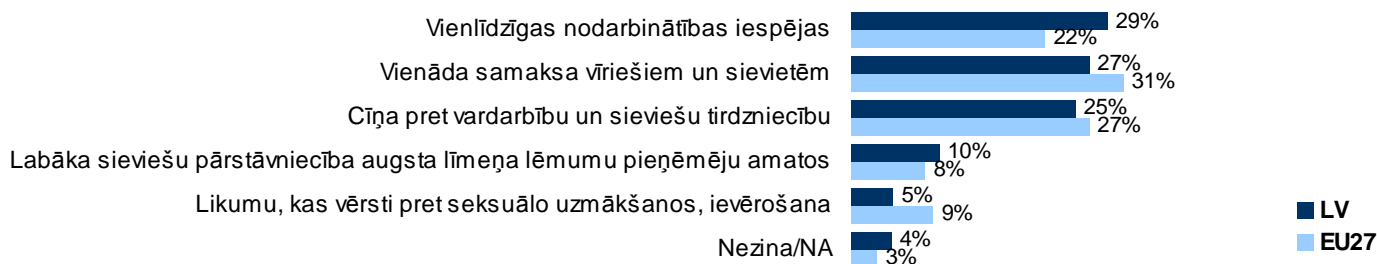 Vienlīdzīgas nodarbinātības iespējas 29%
22%
Vienāda samaksa vīriešiem un sievietēm 27%
31%
Cīņa pret vardarbību un sieviešu tirdzniecību 25%
27%
Labāka sieviešu pārstāvniecība augsta līmeņa lēmumu pieņēmēju amatos 10%
8%
Likumu, kas vērsti pret seksuālo uzmākšanos, ievērošana 5%
9%
Nezina/NA 4%
3%
LV
EU27